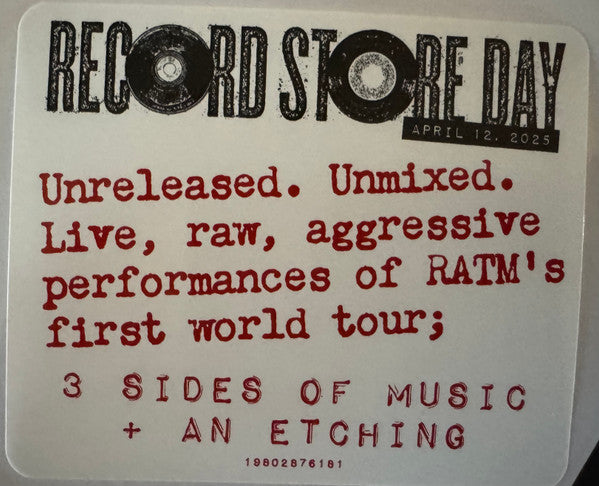 RECORD STORE DAY
APRIL 12. 2025
Unreleased. Unmixed.
Live, raw, aggressive
performances of RATM's
first world tour;
3 SIDES OF MUSIC
+ AN ETCHING
19802876181